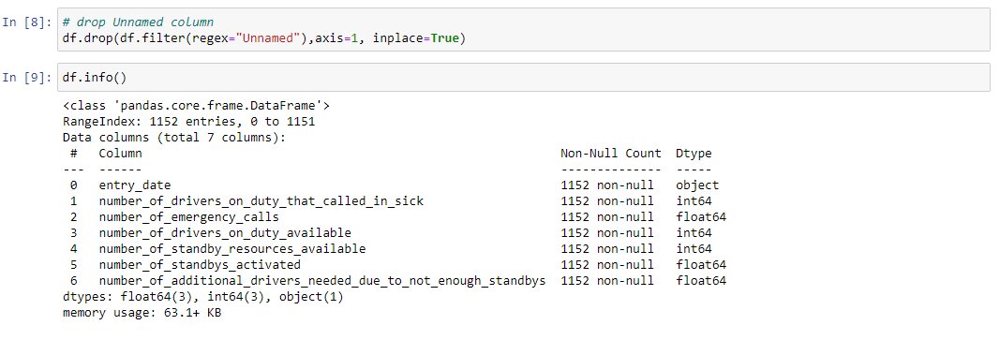 In [8]: # drop Unnamed column
df.drop(df.filter(regex="Unnamed"),axis=1, inplace=True)
In [9]: df.info()
<class 'pandas.core.frame.DataFrame'>
RangeIndex: 1152 entries, 0 to 1151
Data columns (total 7 columns):
 #   Column                                                     Non-Null Count  Dtype
---  ------                                                     --------------  -----
 0   entry_date                                                 1152 non-null   object
 1   number_of_drivers_on_duty_that_called_in_sick              1152 non-null   int64
 2   number_of_emergency_calls                                  1152 non-null   float64
 3   number_of_drivers_on_duty_available                        1152 non-null   int64
 4   number_of_standby_resources_available                      1152 non-null   int64
 5   number_of_standbys_activated                               1152 non-null   float64
 6   number_of_additional_drivers_needed_due_to_not_enough_standbys  1152 non-null   float64
dtypes: float64(3), int64(3), object(1)
memory usage: 63.1+ KB